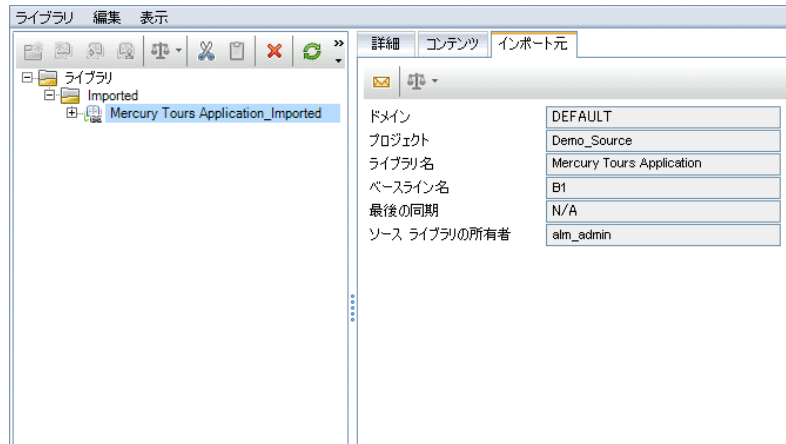 ライブラリ 編集 表示
詳細 コンテンツ インポート元
ライブラリ
Imported
Mercury Tours Application_Imported
ドメイン DEFAULT
プロジェクト Demo_Source
ライブラリ名 Mercury Tours Application
ベースライン名 B1
最後の同期 N/A
ソース ライブラリの所有者 alm_admin